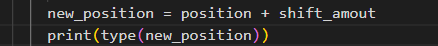 new_position = position + shift_amout
print(type(new_position))